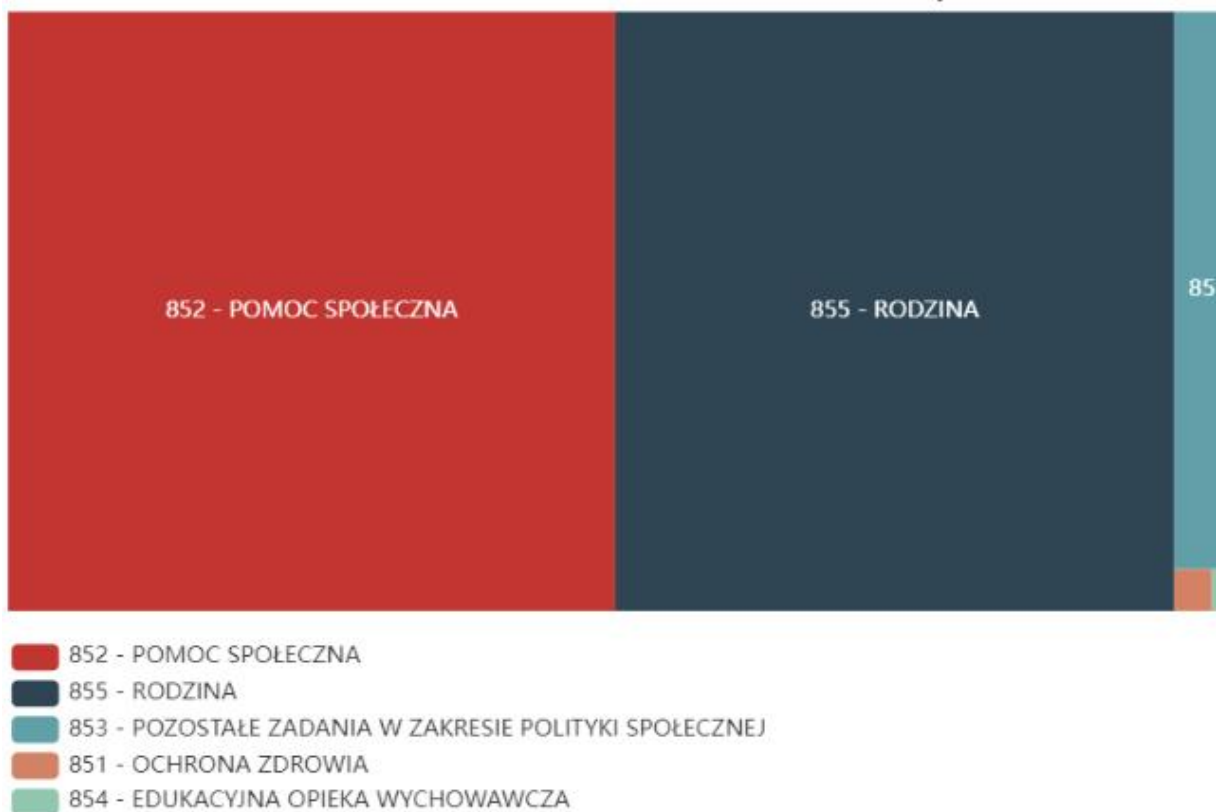 852 - POMOC SPOŁECZNA
855 - RODZINA
85
852 - POMOC SPOŁECZNA
855 - RODZINA
853 - POZOSTAŁE ZADANIA W ZAKRESIE POLITYKI SPOŁECZNEJ
851 - OCHRONA ZDROWIA
854 - EDUKACYJNA OPIEKA WYCHOWAWCZA